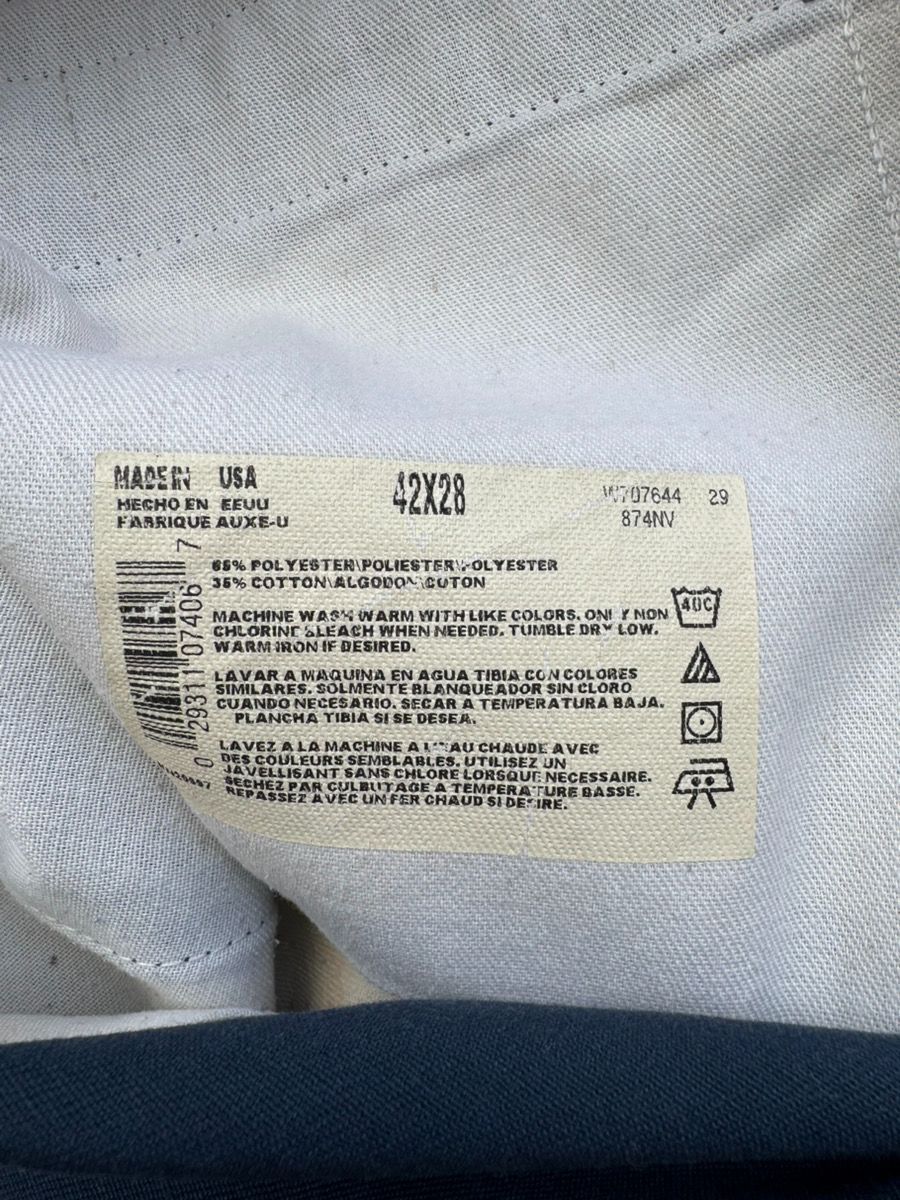 MADE IN USA 42X28 W707644 29
HECHO EN EEUU 874NV
FABRIQUE AUXE-U
65% POLYESTER\POLIESTER\POLYESTER
35% COTTON\ALGODON\COTON
MACHINE WASH WARM WITH LIKE COLORS. ONLY NON
CHLORINE BLEACH WHEN NEEDED. TUMBLE DRY LOW.
WARM IRON IF DESIRED.
40C
LAVAR A MAQUINA EN AGUA TIBIA CON COLORES
SIMILARES. SOLMENTE BLANQUEADOR SIN CLORO
CUANDO NECESARIO. SECAR A TEMPERATURA BAJA.
PLANCHA TIBIA SI SE DESEA.
LAVEZ A LA MACHINE A L'EAU CHAUDE AVEC
DES COULEURS SEMBLABLES. UTILISEZ UN
JAVELLISANT SANS CHLORE LORSQUE NECESSAIRE.
SECHEZ PAR CULBUTAGE A TEMPERATURE BASSE.
REPASSEZ AVEC UN FER CHAUD SI DESIRE.
0 29311 07406 7